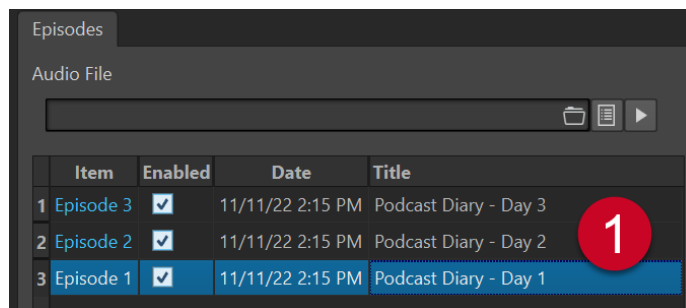 Episodes
Audio File
Item Enabled Date Title
1 Episode 3 11/11/22 2:15 PM Podcast Diary - Day 3
2 Episode 2 11/11/22 2:15 PM Podcast Diary - Day 2
3 Episode 1 11/11/22 2:15 PM Podcast Diary - Day 1
1